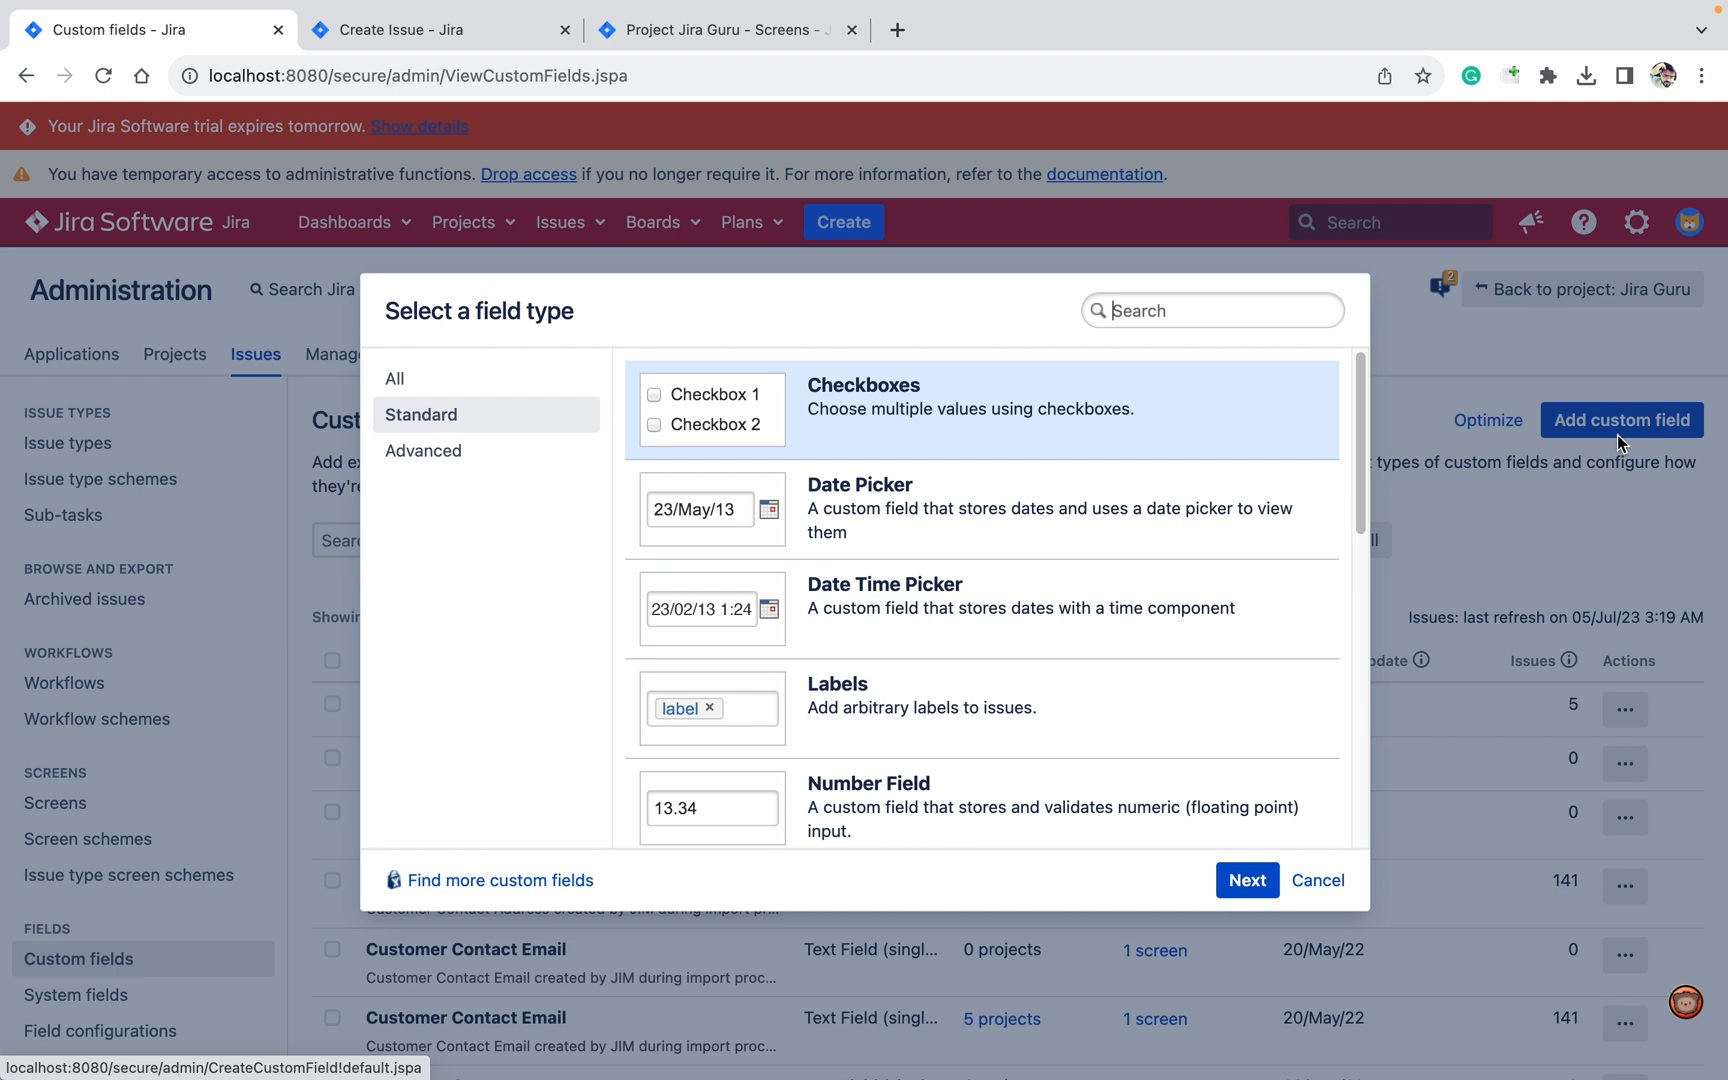 Custom fields - Jira
Create Issue - Jira
Project Jira Guru - Screens - J
localhost:8080/secure/admin/ViewCustomFields.jspa
Your Jira Software trial expires tomorrow. Show details
You have temporary access to administrative functions. Drop access if you no longer require it. For more information, refer to the documentation.
Jira Software Jira Dashboards Projects Issues Boards Plans Create Search
Administration Search Jira
2
Back to project: Jira Guru
Applications Projects Issues Manag
Select a field type
Search
All
Standard
Advanced
Checkbox 1
Checkbox 2
Checkboxes
Choose multiple values using checkboxes.
23/May/13
Date Picker
A custom field that stores dates and uses a date picker to view
them
23/02/13 1:24
Date Time Picker
A custom field that stores dates with a time component
label
Labels
Add arbitrary labels to issues.
13.34
Number Field
A custom field that stores and validates numeric (floating point)
input.
Find more custom fields
Next Cancel
ISSUE TYPES
Issue types
Issue type schemes
Sub-tasks
BROWSE AND EXPORT
Archived issues
WORKFLOWS
Workflows
Workflow schemes
SCREENS
Screens
Screen schemes
Issue type screen schemes
FIELDS
Custom fields
System fields
Field configurations
Cust
Optimize Add custom field
Add ex
types of custom fields and configure how
they're
Sear
ll
Showin
Issues: last refresh on 05/Jul/23 3:19 AM
pdate Issues Actions
5
0
0
141
Customer Contact Address created by JIM during import pr...
Customer Contact Email Text Field (singl... 0 projects 1 screen 20/May/22 0
Customer Contact Email created by JIM during import proc...
Customer Contact Email Text Field (singl... 5 projects 1 screen 20/May/22 141
Customer Contact Email created by JIM during import proc...
localhost:8080/secure/admin/CreateCustomField!default.jspa